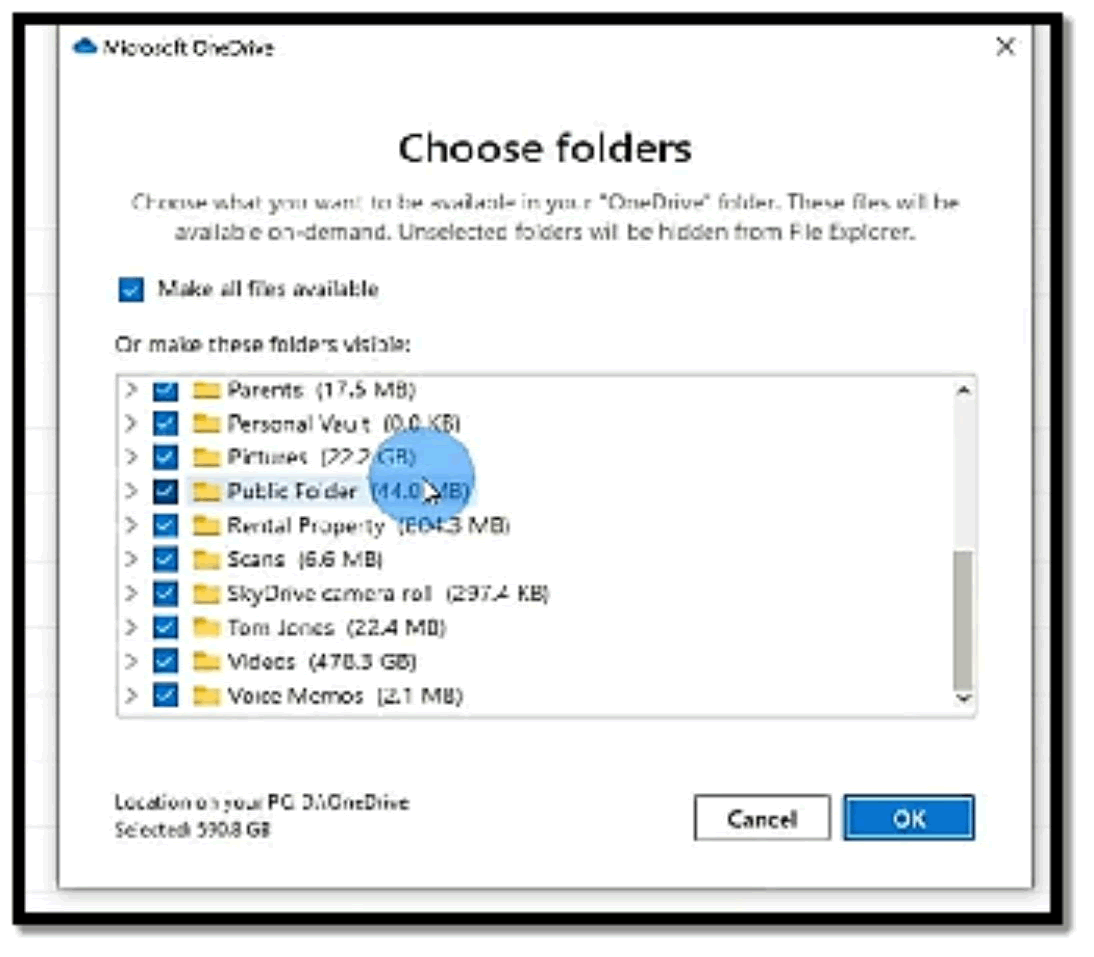 Microsoft OneDrive
Choose folders
Choose what you want to be available in your "OneDrive" folder. These files will be
available on-demand. Unselected folders will be hidden from File Explorer.
Make all files available
Or make these folders visible:
Parents (17.5 MB)
Personal Vault (0.0 KB)
Pictures (22.2 GB)
Public Folder (44.0 MB)
Rental Property (604.3 MB)
Scans (6.6 MB)
SkyDrive camera roll (297.4 KB)
Tom Jones (22.4 MB)
Videos (478.3 GB)
Voice Memos (2.1 MB)
Location on your PC: D:\OneDrive
Selected: 590.8 GB
Cancel
OK